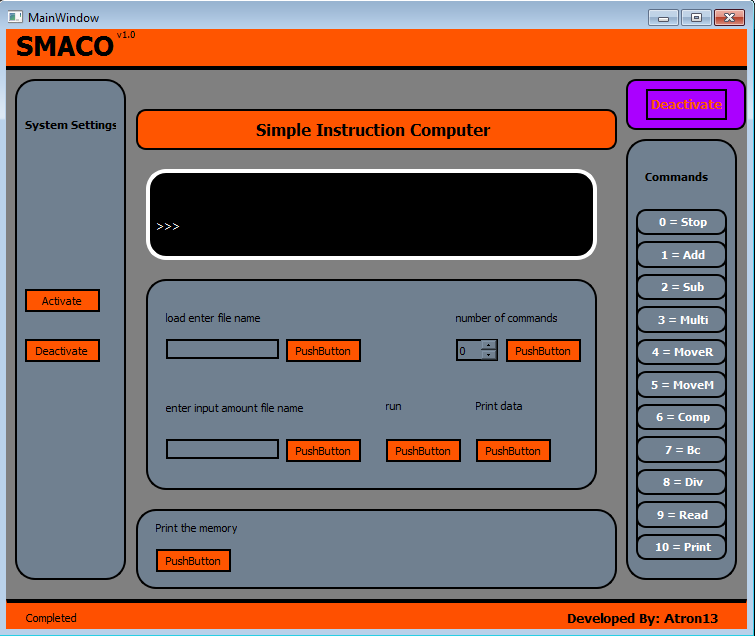 MainWindow
SMACO v1.0
System Settings
Activate
Deactivate
Simple Instruction Computer
>>>
load enter file name
PushButton
number of commands
0
PushButton
enter input amount file name
PushButton
run
PushButton
Print data
PushButton
Print the memory
PushButton
Deactivate
Commands
0 = Stop
1 = Add
2 = Sub
3 = Multi
4 = MoveR
5 = MoveM
6 = Comp
7 = Bc
8 = Div
9 = Read
10 = Print
Completed
Developed By: Atron13